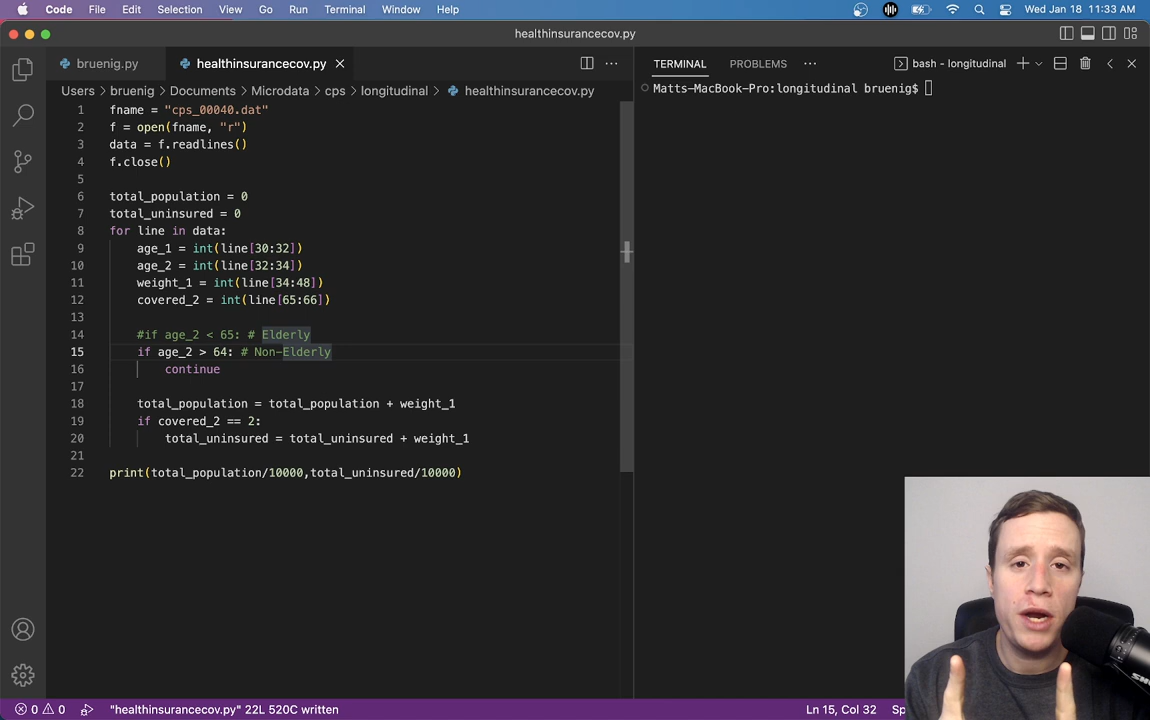 Code File Edit Selection View Go Run Terminal Window Help Wed Jan 18 11:33 AM
healthinsurancecov.py
bruenig.py healthinsurancecov.py
TERMINAL PROBLEMS bash - longitudinal
Users > bruenig > Documents > Microdata > cps > longitudinal > healthinsurancecov.py
Matts-MacBook-Pro:longitudinal bruenig$
1 fname = "cps_00040.dat"
2 f = open(fname, "r")
3 data = f.readlines()
4 f.close()
5
6 total_population = 0
7 total_uninsured = 0
8 for line in data:
9 age_1 = int(line[30:32])
10 age_2 = int(line[32:34])
11 weight_1 = int(line[34:48])
12 covered_2 = int(line[65:66])
13
14 #if age_2 < 65: # Elderly
15 if age_2 > 64: # Non-Elderly
16 continue
17
18 total_population = total_population + weight_1
19 if covered_2 == 2:
20 total_uninsured = total_uninsured + weight_1
21
22 print(total_population/10000,total_uninsured/10000)
0 0 "healthinsurancecov.py" 22L 520C written Ln 15, Col 32 Sp